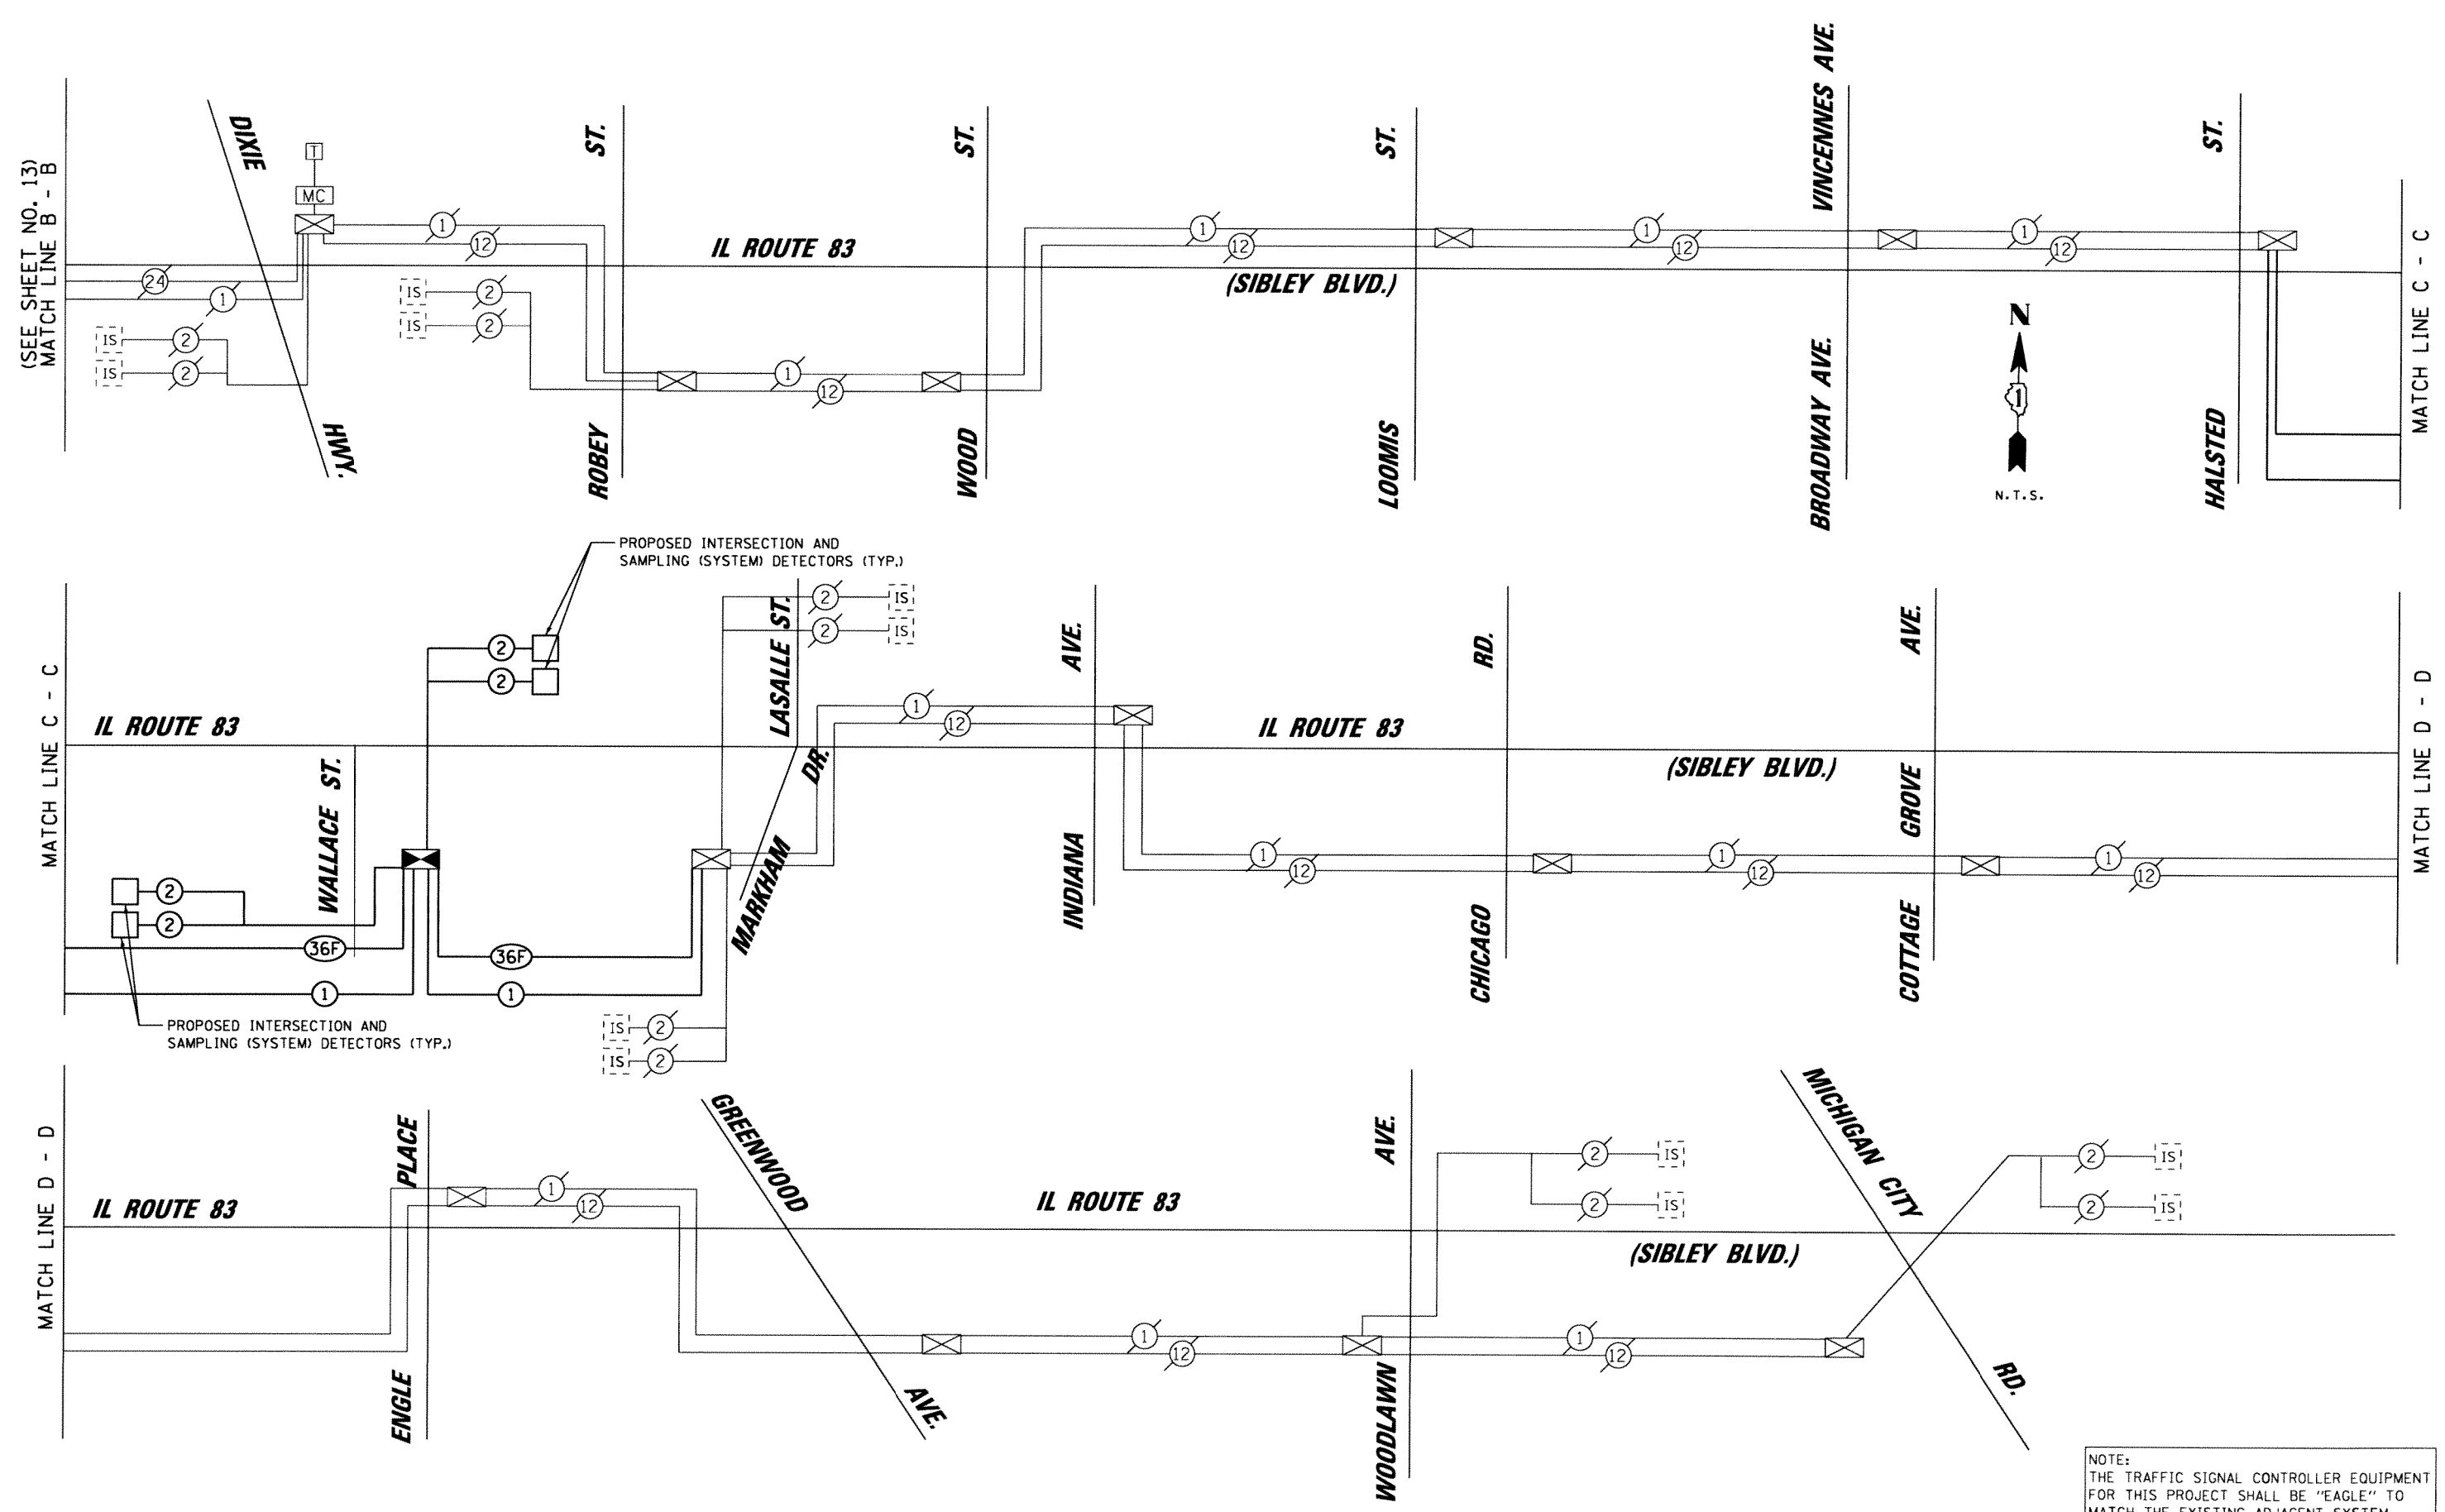 (SEE SHEET NO. 13)
MATCH LINE B - B
DIXIE
HWY.
T
MC
1
12
24
1
IS
2
IS
2
IS
2
IS
2
ROBEY
ST.
IL ROUTE 83
1
12
WOOD
ST.
1
12
(SIBLEY BLVD.)
LOOMIS
ST.
1
12
BROADWAY AVE.
VINCENNES AVE.
1
12
N
1
N.T.S.
HALSTED
ST.
MATCH LINE C - C
MATCH LINE C - C
IL ROUTE 83
PROPOSED INTERSECTION AND
SAMPLING (SYSTEM) DETECTORS (TYP.)
2
2
WALLACE ST.
2
2
36F
1
PROPOSED INTERSECTION AND
SAMPLING (SYSTEM) DETECTORS (TYP.)
36F
1
LASALLE ST.
2
IS
2
IS
MARKHAM
DR.
IS
2
IS
2
1
12
INDIANA
AVE.
IL ROUTE 83
1
12
CHICAGO
RD.
(SIBLEY BLVD.)
1
12
COTTAGE GROVE AVE.
1
12
MATCH LINE D - D
MATCH LINE D - D
IL ROUTE 83
ENGLE
PLACE
1
12
GREENWOOD
AVE.
IL ROUTE 83
1
12
WOODLAWN
AVE.
2
IS
2
IS
(SIBLEY BLVD.)
1
12
MICHIGAN CITY
RD.
2
IS
2
IS
NOTE:
THE TRAFFIC SIGNAL CONTROLLER EQUIPMENT
FOR THIS PROJECT SHALL BE "EAGLE" TO
MATCH THE EXISTING ADJACENT SYSTEM